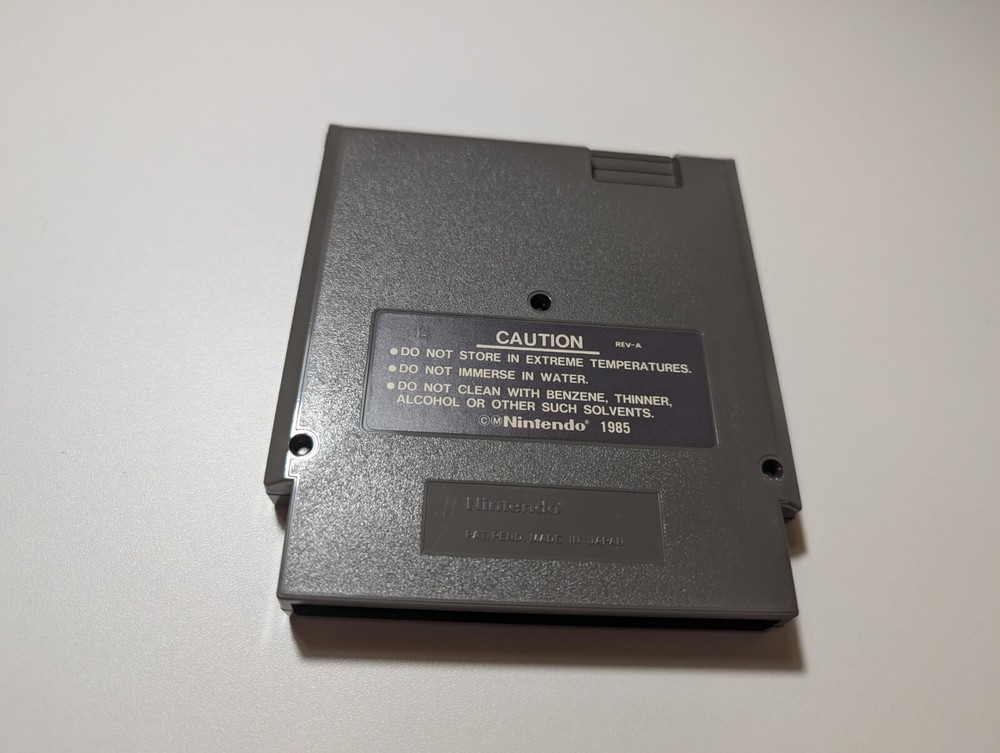 CAUTION REV-A
●DO NOT STORE IN EXTREME TEMPERATURES.
●DO NOT IMMERSE IN WATER.
●DO NOT CLEAN WITH BENZENE, THINNER,
ALCOHOL OR OTHER SUCH SOLVENTS.
©ⓂNintendo® 1985
Nintendo®
PAT. PEND. MADE IN JAPAN